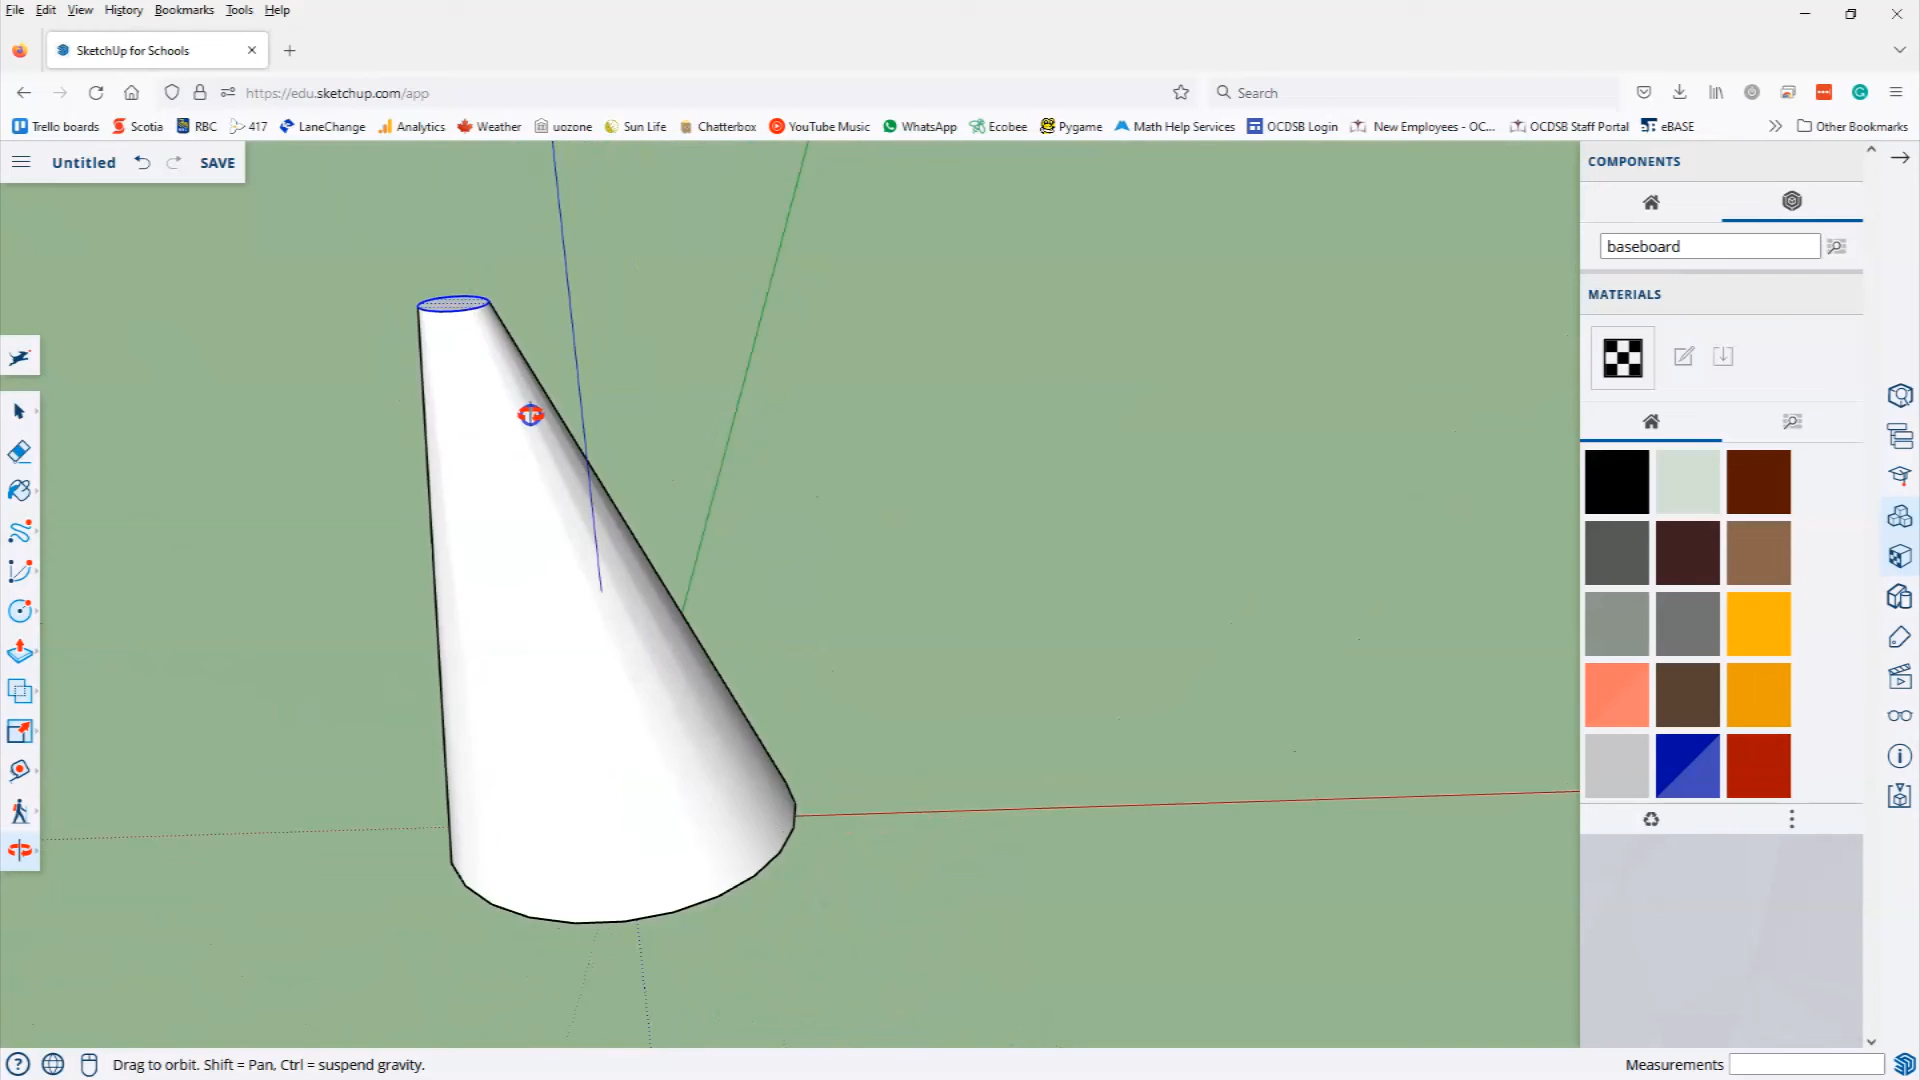 File Edit View History Bookmarks Tools Help
SketchUp for Schools
https://edu.sketchup.com/app
Search
Trello boards Scotia RBC 417 LaneChange Analytics Weather uozone Sun Life Chatterbox YouTube Music WhatsApp Ecobee Pygame Math Help Services OCDSB Login New Employees - OC... OCDSB Staff Portal eBASE Other Bookmarks
Untitled SAVE
COMPONENTS
baseboard
MATERIALS
Drag to orbit. Shift = Pan, Ctrl = suspend gravity.
Measurements